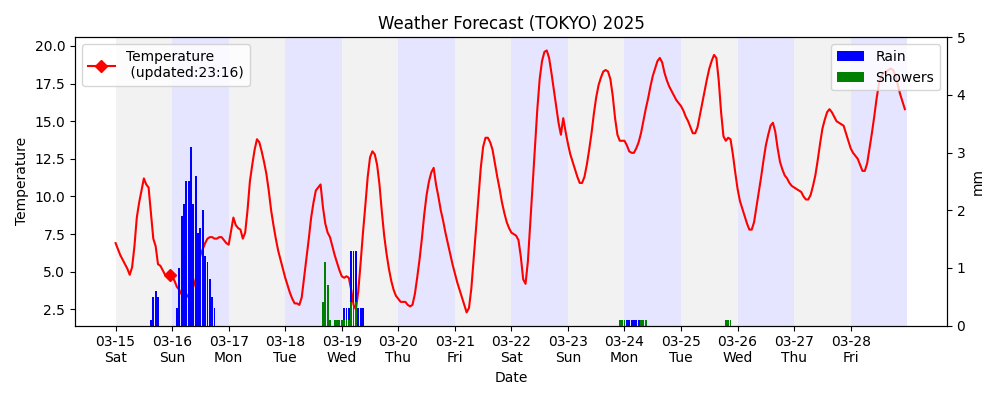 Weather Forecast (TOKYO) 2025
Temperature
(updated:23:16)
Rain
Showers
20.0
17.5
15.0
12.5
10.0
7.5
5.0
2.5
Temperature
5
4
3
2
1
0
mm
03-15 03-16 03-17 03-18 03-19 03-20 03-21 03-22 03-23 03-24 03-25 03-26 03-27 03-28
Sat Sun Mon Tue Wed Thu Fri Sat Sun Mon Tue Wed Thu Fri
Date